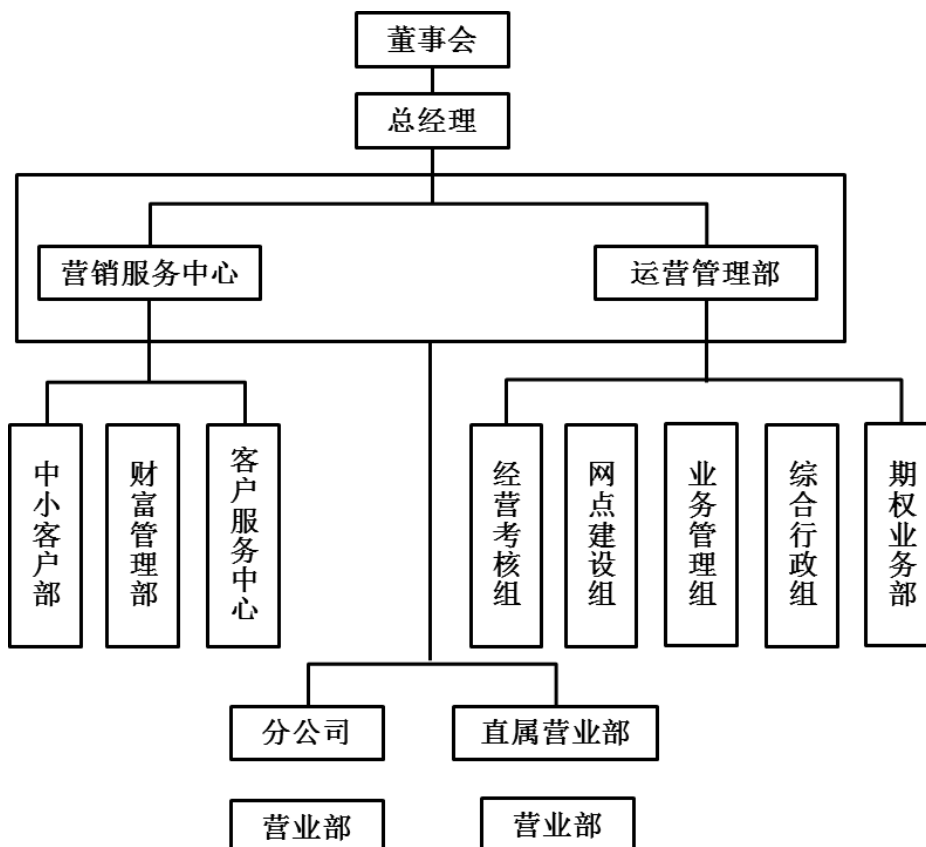 董事会
总经理
营销服务中心
运营管理部
中小客户部
财富管理部
客户服务中心
经营考核组
网点建设组
业务管理组
综合行政组
期权业务部
分公司
直属营业部
营业部
营业部